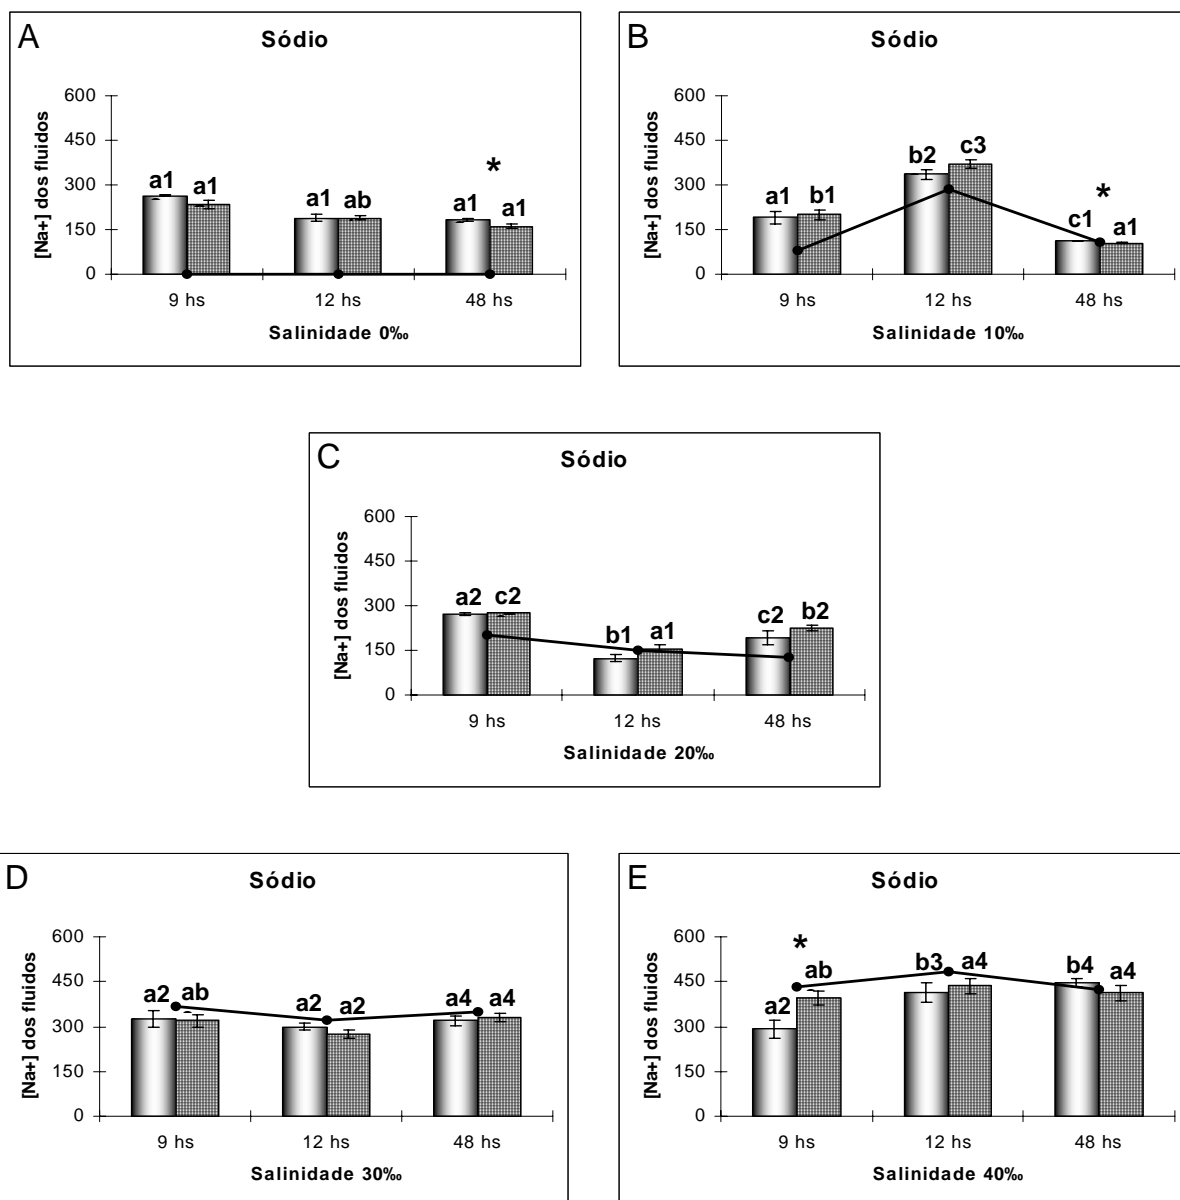 A
Sódio
[Na+] dos fluidos
600
450
300
150
0
a1 a1 a1 ab a1 a1
*
9 hs 12 hs 48 hs
Salinidade 0‰
B
Sódio
[Na+] dos fluidos
600
450
300
150
0
a1 b1 b2 c3 c1 a1
*
9 hs 12 hs 48 hs
Salinidade 10‰
C
Sódio
[Na+] dos fluidos
600
450
300
150
0
a2 c2 b1 a1 c2 b2
9 hs 12 hs 48 hs
Salinidade 20‰
D
Sódio
[Na+] dos fluidos
600
450
300
150
0
a2 ab a2 a2 a4 a4
9 hs 12 hs 48 hs
Salinidade 30‰
E
Sódio
[Na+] dos fluidos
600
450
300
150
0
*
a2 ab b3 a4 b4 a4
9 hs 12 hs 48 hs
Salinidade 40‰